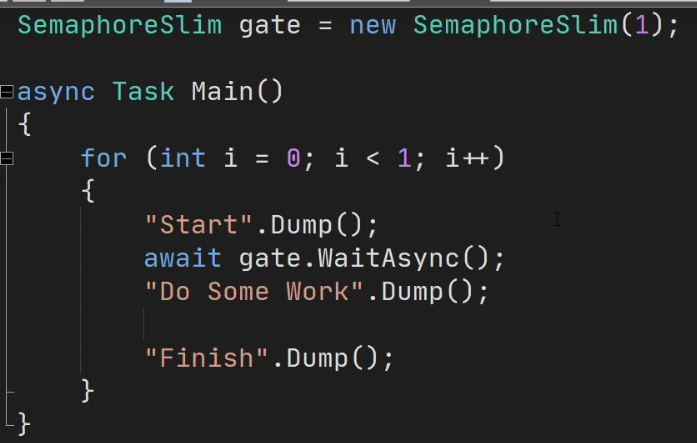 SemaphoreSlim gate = new SemaphoreSlim(1);
async Task Main()
{
for (int i = 0; i < 1; i++)
{
"Start".Dump();
await gate.WaitAsync();
"Do Some Work".Dump();
"Finish".Dump();
}
}